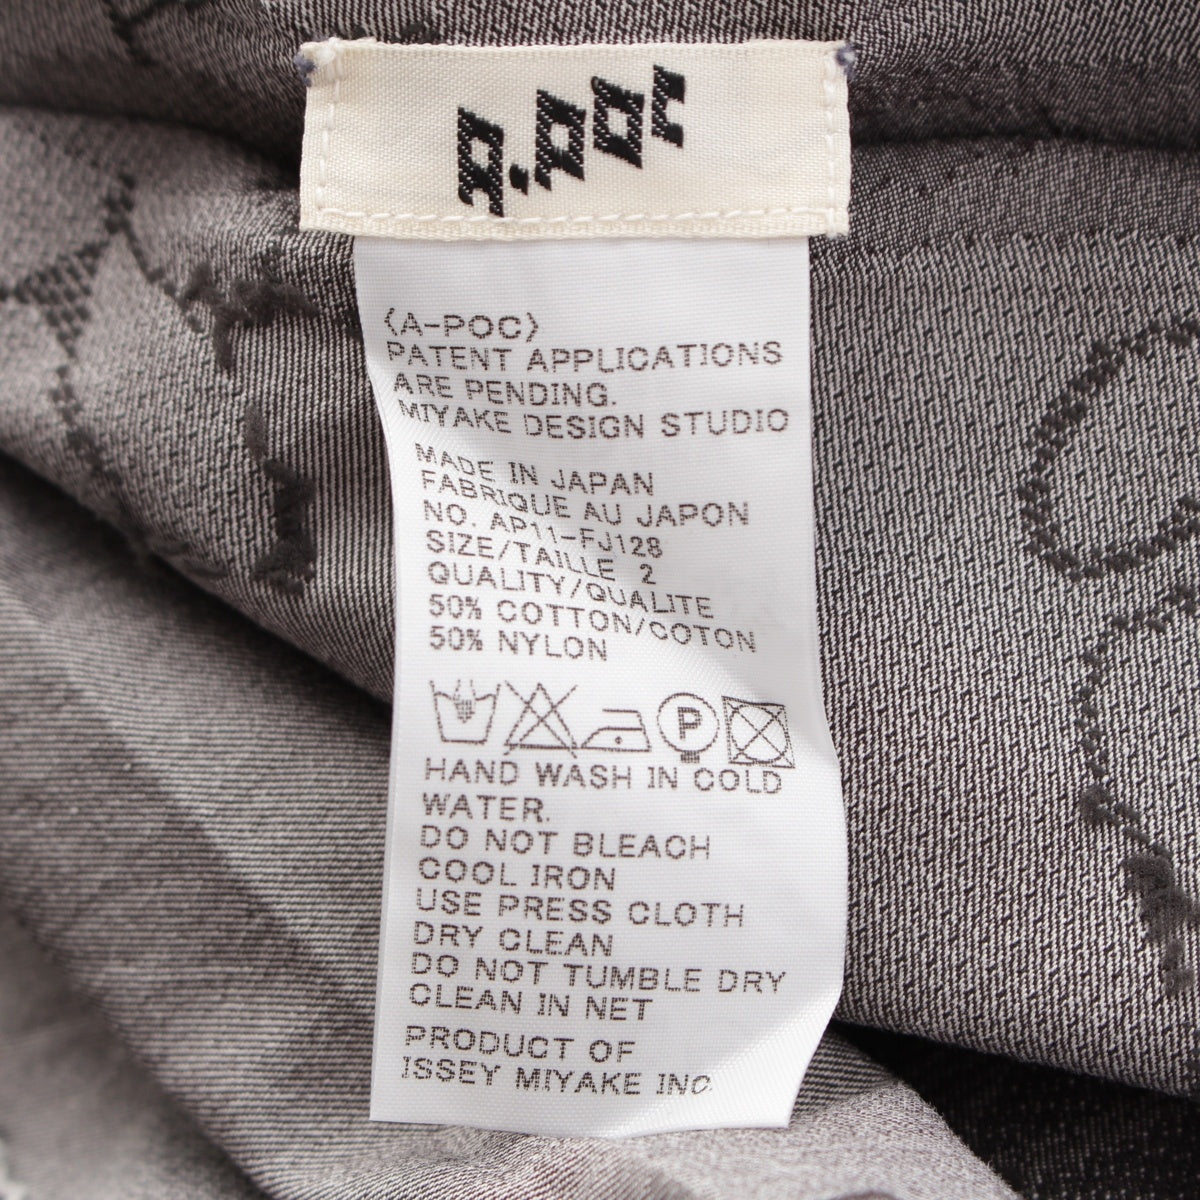 A.POC
〈A-POC〉
PATENT APPLICATIONS
ARE PENDING.
MIYAKE DESIGN STUDIO
MADE IN JAPAN
FABRIQUE AU JAPON
NO. AP11-FJ128
SIZE/TAILLE 2
QUALITY/QUALITE
50% COTTON/COTON
50% NYLON
P
HAND WASH IN COLD
WATER.
DO NOT BLEACH
COOL IRON
USE PRESS CLOTH
DRY CLEAN
DO NOT TUMBLE DRY
CLEAN IN NET
PRODUCT OF
ISSEY MIYAKE INC